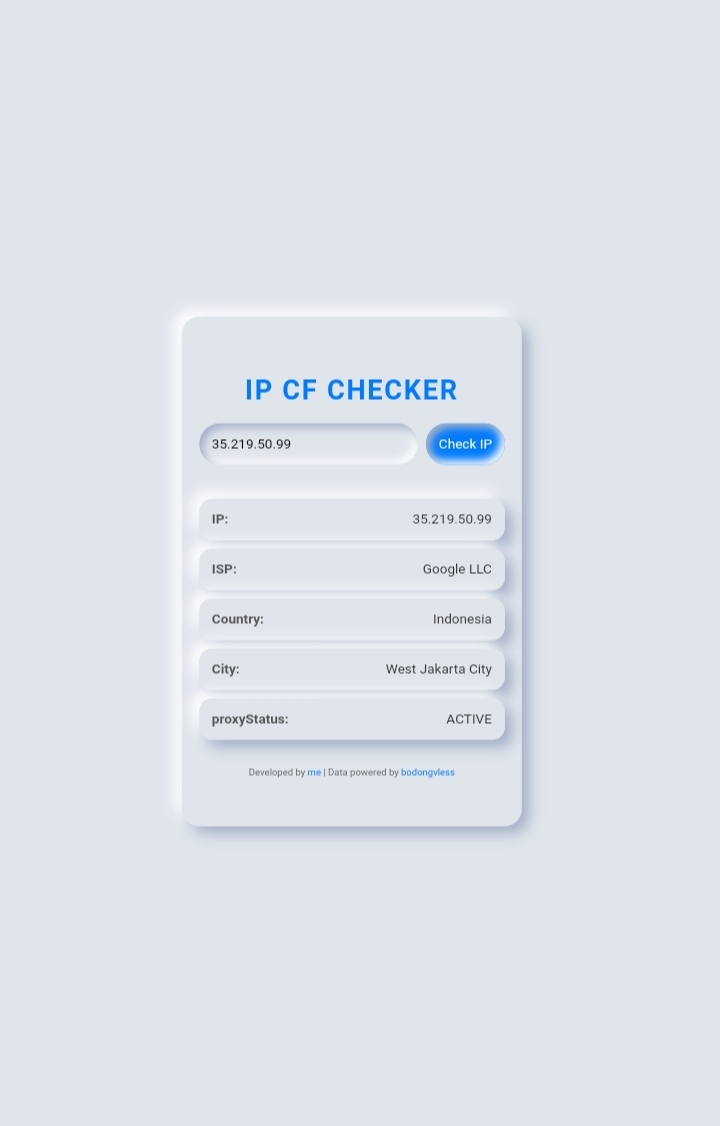 IP CF CHECKER
35.219.50.99 Check IP
IP: 35.219.50.99
ISP: Google LLC
Country: Indonesia
City: West Jakarta City
proxyStatus: ACTIVE
Developed by me | Data powered by bodongvless